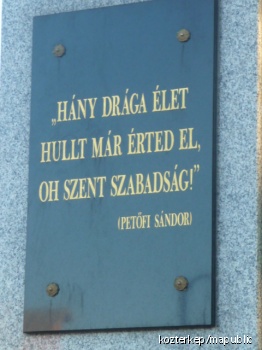 „HÁNY DRÁGA ÉLET
HULLT MÁR ÉRTED EL,
OH SZENT SZABADSÁG!”
(PETŐFI SÁNDOR)
kozterkep/mapublic